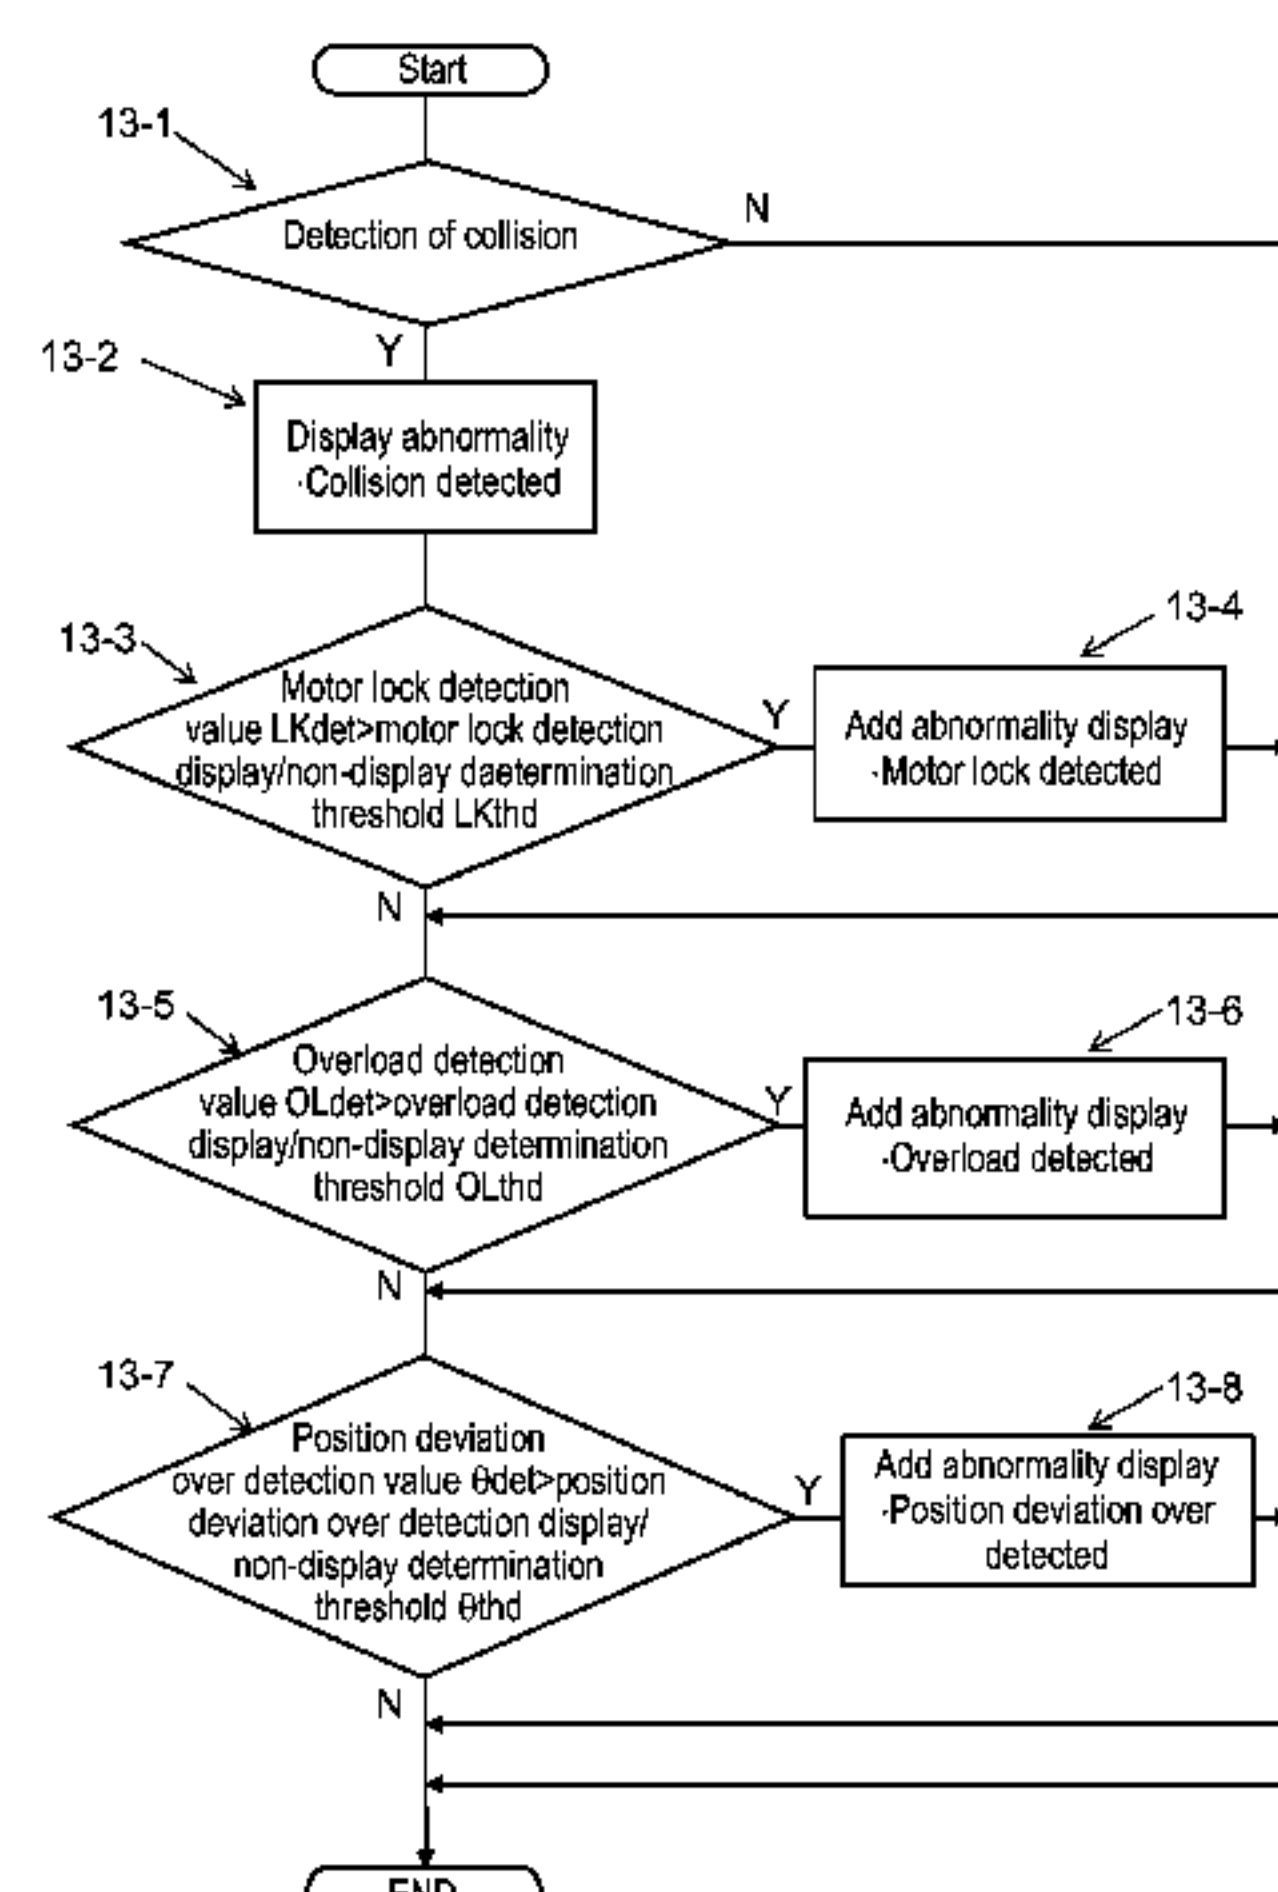 Start
13-1
Detection of collision
N
Y
13-2
Display abnormality
·Collision detected
13-3
Motor lock detection
value LKdet>motor lock detection
display/non-display daetermination
threshold LKthd
Y
13-4
Add abnormality display
·Motor lock detected
N
13-5
Overload detection
value OLdet>overload detection
display/non-display determination
threshold OLthd
Y
13-6
Add abnormality display
·Overload detected
N
13-7
Position deviation
over detection value θdet>position
deviation over detection display/
non-display determination
threshold θthd
Y
13-8
Add abnormality display
·Position deviation over
detected
N
END